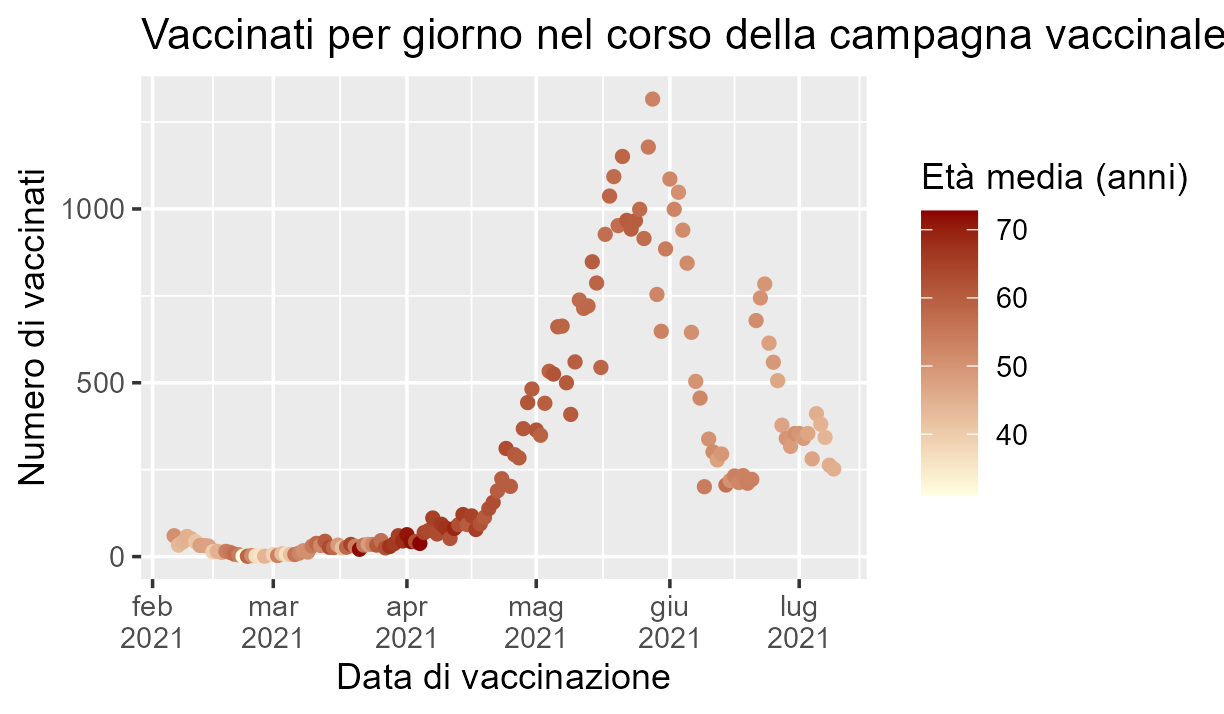 Vaccinati per giorno nel corso della campagna vaccinale
Numero di vaccinati
1000
500
0
feb
2021
mar
2021
apr
2021
mag
2021
giu
2021
lug
2021
Data di vaccinazione
Età media (anni)
70
60
50
40